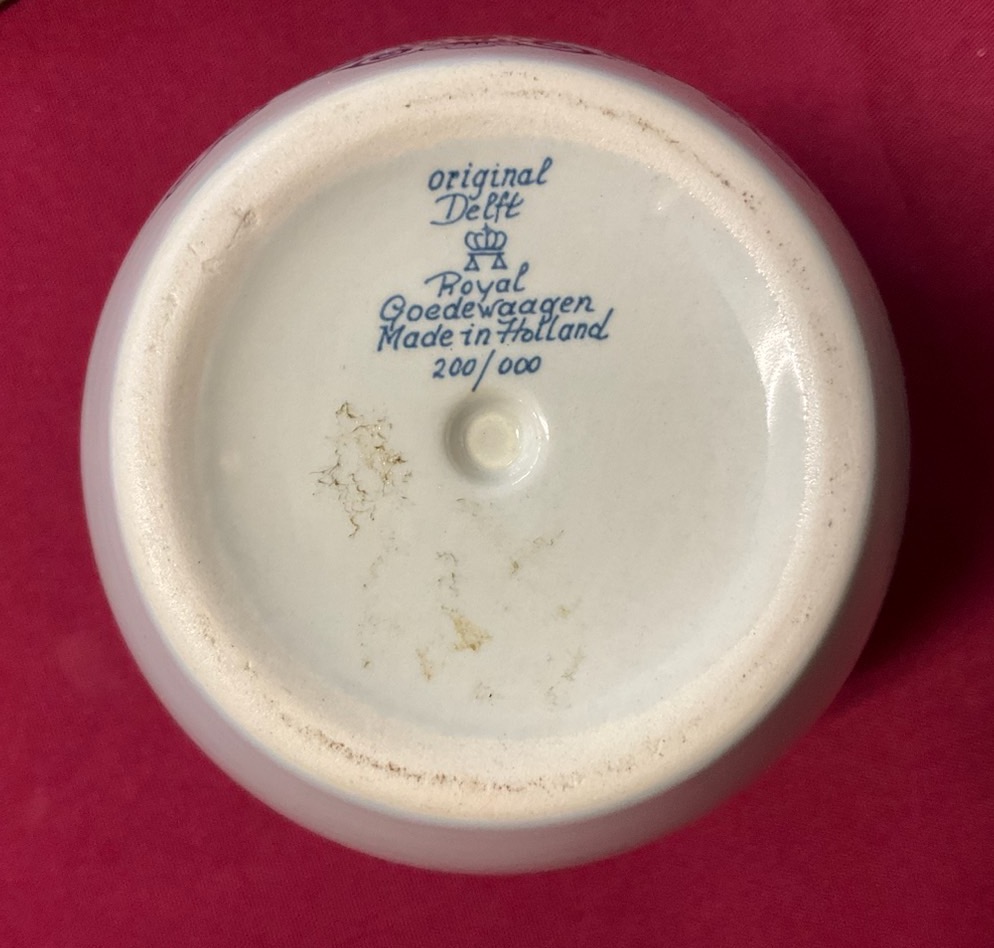 original
Delft
Royal
Goedewaagen
Made in Holland
200/000